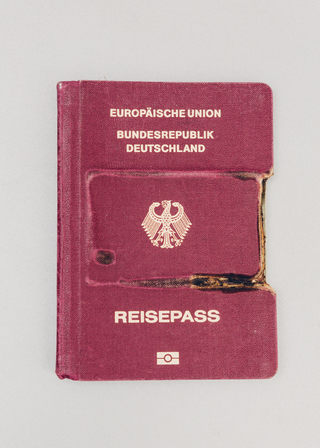 EUROPÄISCHE UNION
BUNDESREPUBLIK
DEUTSCHLAND
REISEPASS